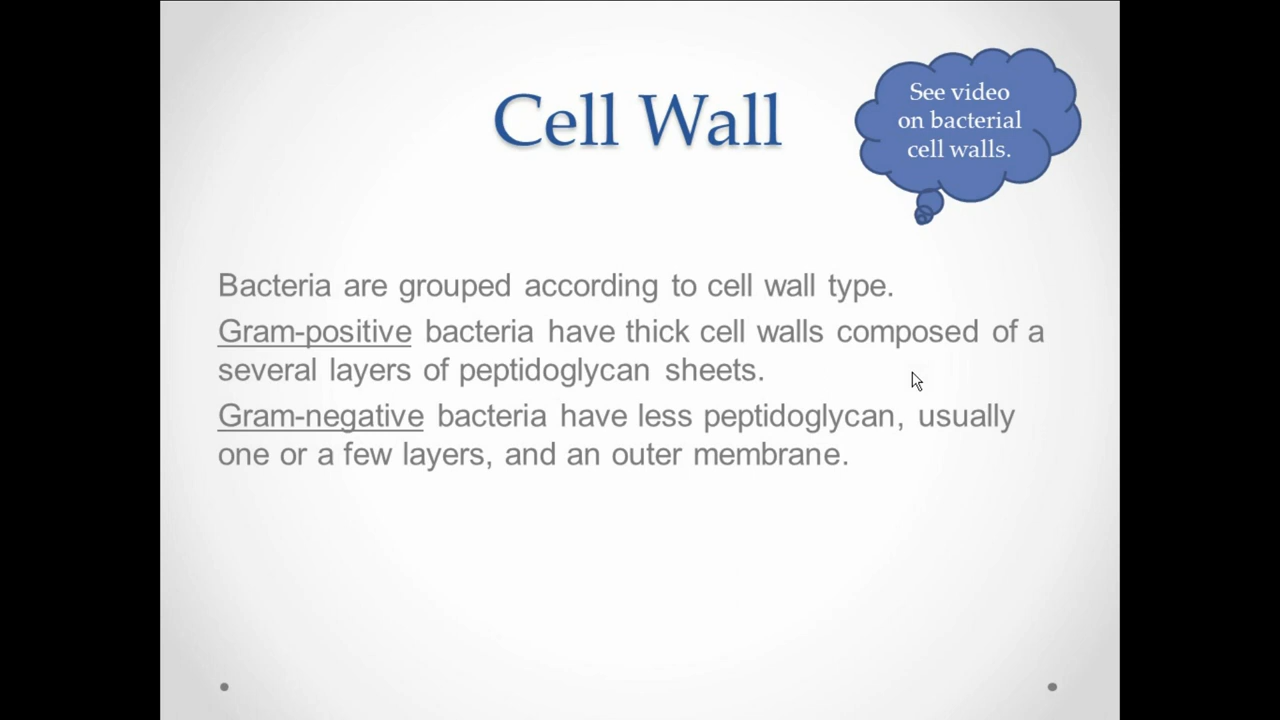 Cell Wall
See video
on bacterial
cell walls.
Bacteria are grouped according to cell wall type.
Gram-positive bacteria have thick cell walls composed of a
several layers of peptidoglycan sheets.
Gram-negative bacteria have less peptidoglycan, usually
one or a few layers, and an outer membrane.